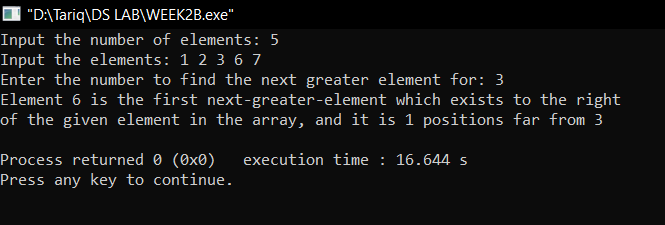 "D:\Tariq\DS LAB\WEEK2B.exe"
Input the number of elements: 5
Input the elements: 1 2 3 6 7
Enter the number to find the next greater element for: 3
Element 6 is the first next-greater-element which exists to the right
of the given element in the array, and it is 1 positions far from 3
Process returned 0 (0x0)   execution time : 16.644 s
Press any key to continue.